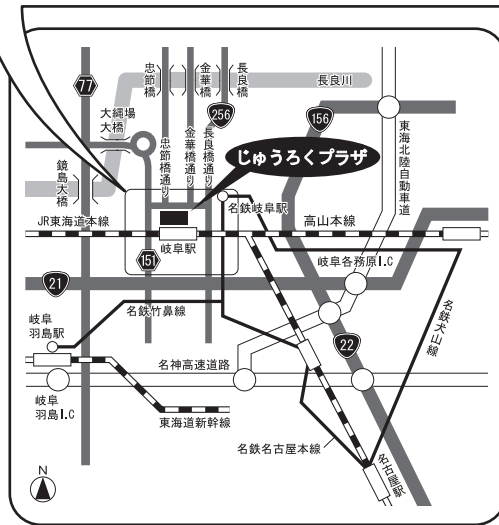 忠節橋
金華橋
長良橋
長良川
77
256
156
大縄場
大橋
忠節橋通り
金華橋通り
長良橋通り
じゅうろくプラザ
東海北陸自動車道
鏡島大橋
名鉄岐阜駅
JR東海道本線
岐阜駅
高山本線
151
岐阜各務原I.C
21
名鉄竹鼻線
名鉄犬山線
岐阜
羽島駅
22
名神高速道路
岐阜
羽島I.C
東海道新幹線
名鉄名古屋本線
名古屋駅
N